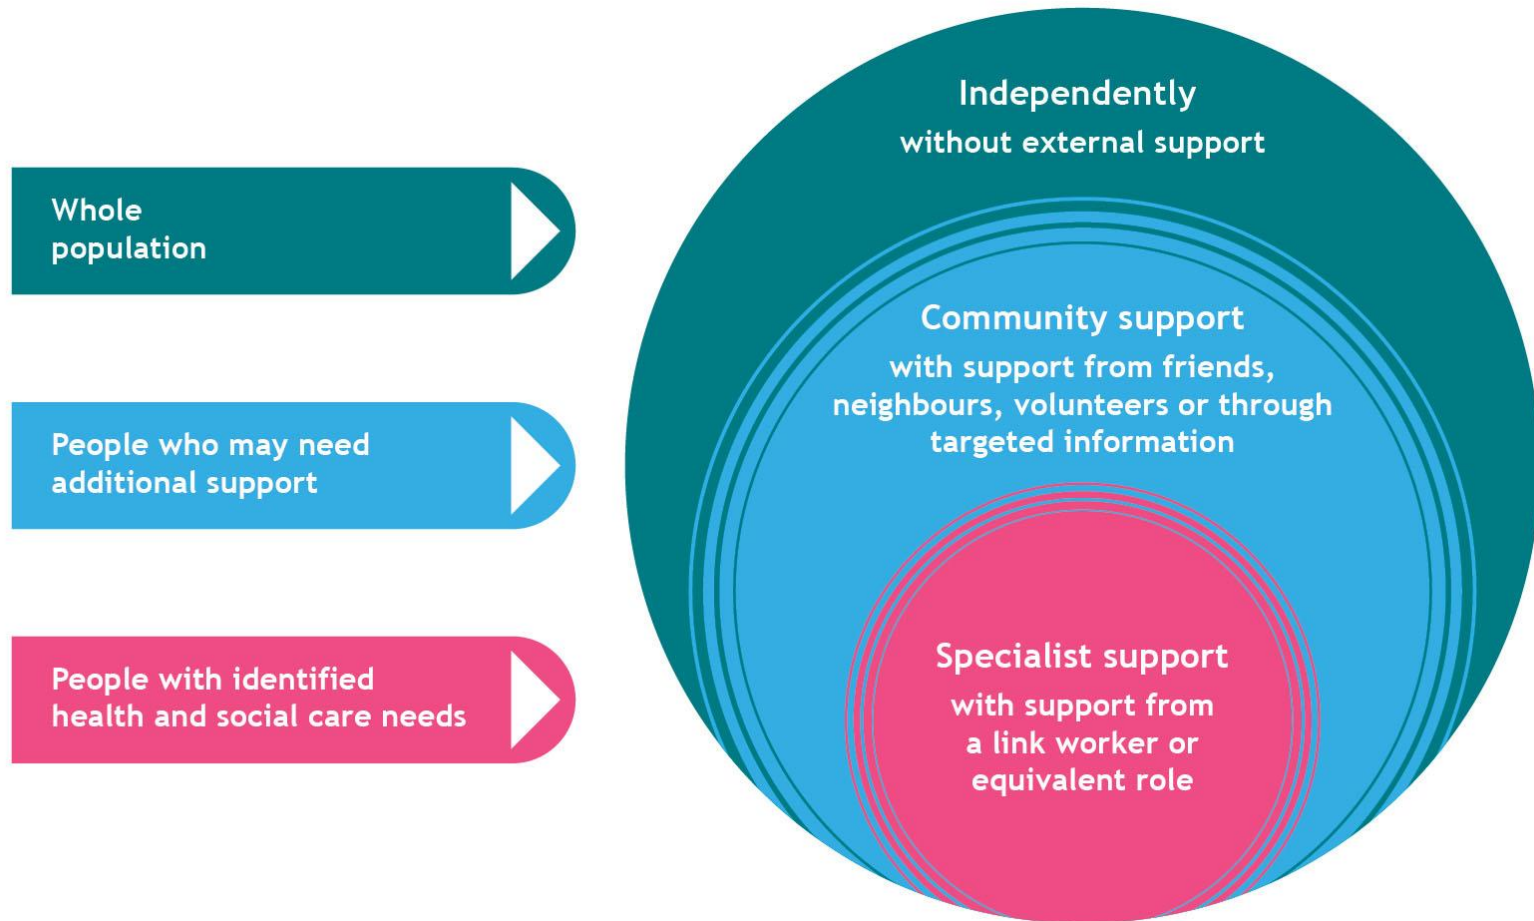 Whole
population
Independently
without external support
People who may need
additional support
Community support
with support from friends,
neighbours, volunteers or through
targeted information
People with identified
health and social care needs
Specialist support
with support from
a link worker or
equivalent role